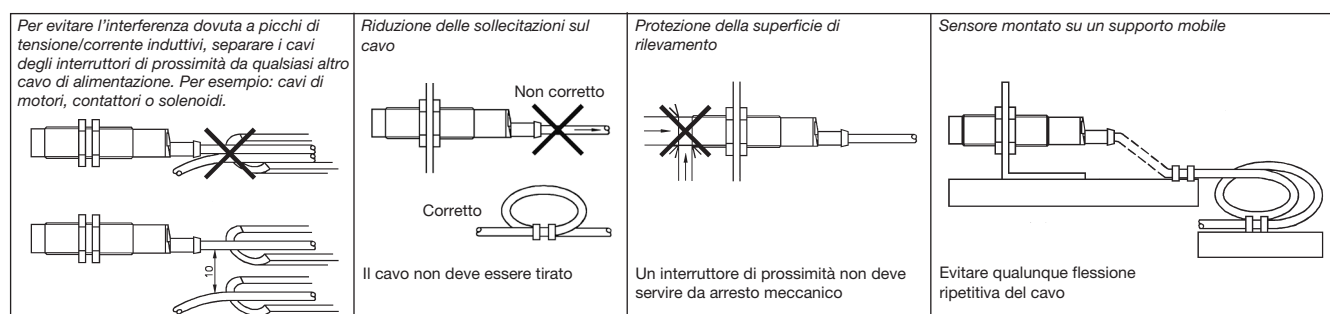 Per evitare l'interferenza dovuta a picchi di
tensione/corrente induttivi, separare i cavi
degli interruttori di prossimità da qualsiasi altro
cavo di alimentazione. Per esempio: cavi di
motori, contattori o solenoidi.
10
Riduzione delle sollecitazioni sul
cavo
Non corretto
Corretto
Il cavo non deve essere tirato
Protezione della superficie di
rilevamento
Un interruttore di prossimità non deve
servire da arresto meccanico
Sensore montato su un supporto mobile
Evitare qualunque flessione
ripetitiva del cavo